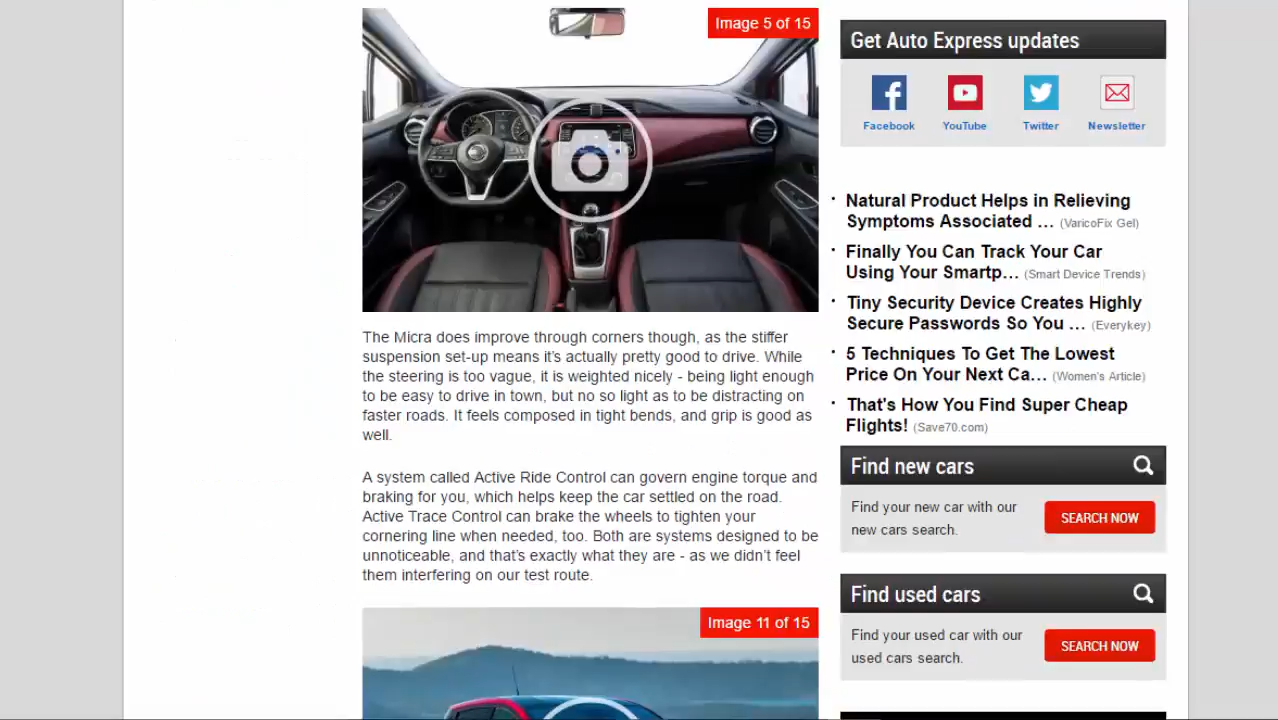 Image 5 of 15
The Micra does improve through corners though, as the stiffer
suspension set-up means it's actually pretty good to drive. While
the steering is too vague, it is weighted nicely - being light enough
to be easy to drive in town, but no so light as to be distracting on
faster roads. It feels composed in tight bends, and grip is good as
well.
A system called Active Ride Control can govern engine torque and
braking for you, which helps keep the car settled on the road.
Active Trace Control can brake the wheels to tighten your
cornering line when needed, too. Both are systems designed to be
unnoticeable, and that's exactly what they are - as we didn't feel
them interfering on our test route.
Image 11 of 15
Get Auto Express updates
Facebook YouTube Twitter Newsletter
· Natural Product Helps in Relieving
Symptoms Associated … (VaricoFix Gel)
· Finally You Can Track Your Car
Using Your Smartp… (Smart Device Trends)
· Tiny Security Device Creates Highly
Secure Passwords So You … (Everykey)
· 5 Techniques To Get The Lowest
Price On Your Next Ca… (Women's Article)
· That's How You Find Super Cheap
Flights! (Save70.com)
Find new cars
Find your new car with our
new cars search.
SEARCH NOW
Find used cars
Find your used car with our
used cars search.
SEARCH NOW